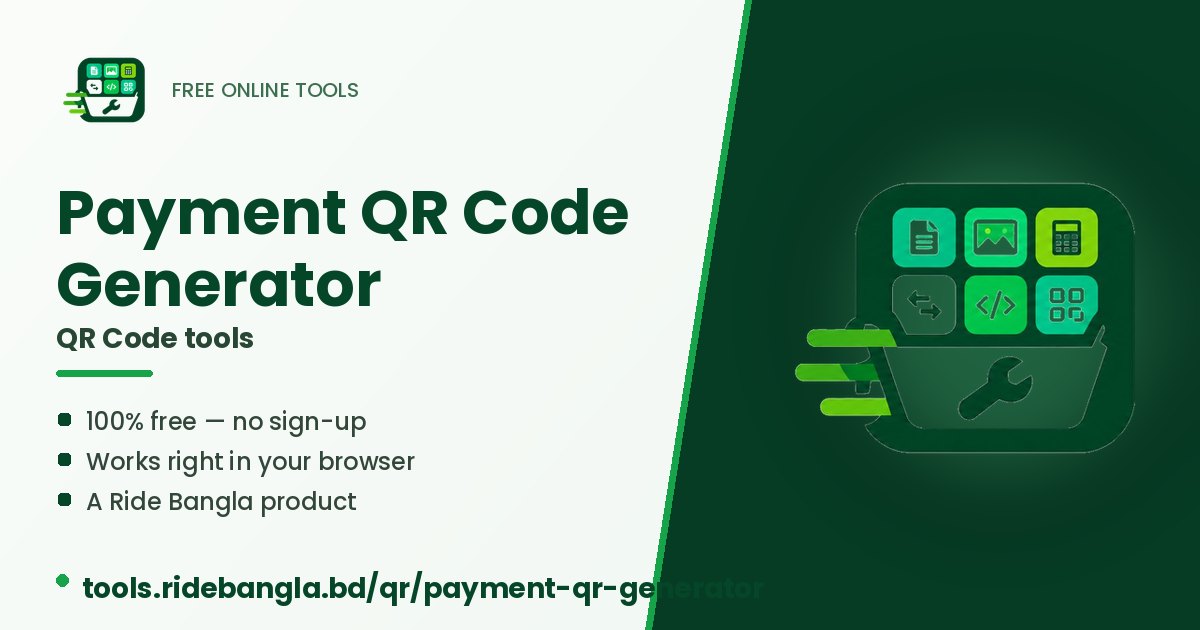 FREE ONLINE TOOLS
Payment QR Code
Generator
QR Code tools
100% free — no sign-up
Works right in your browser
A Ride Bangla product
tools.ridebangla.bd/qr/payment-qr-generator